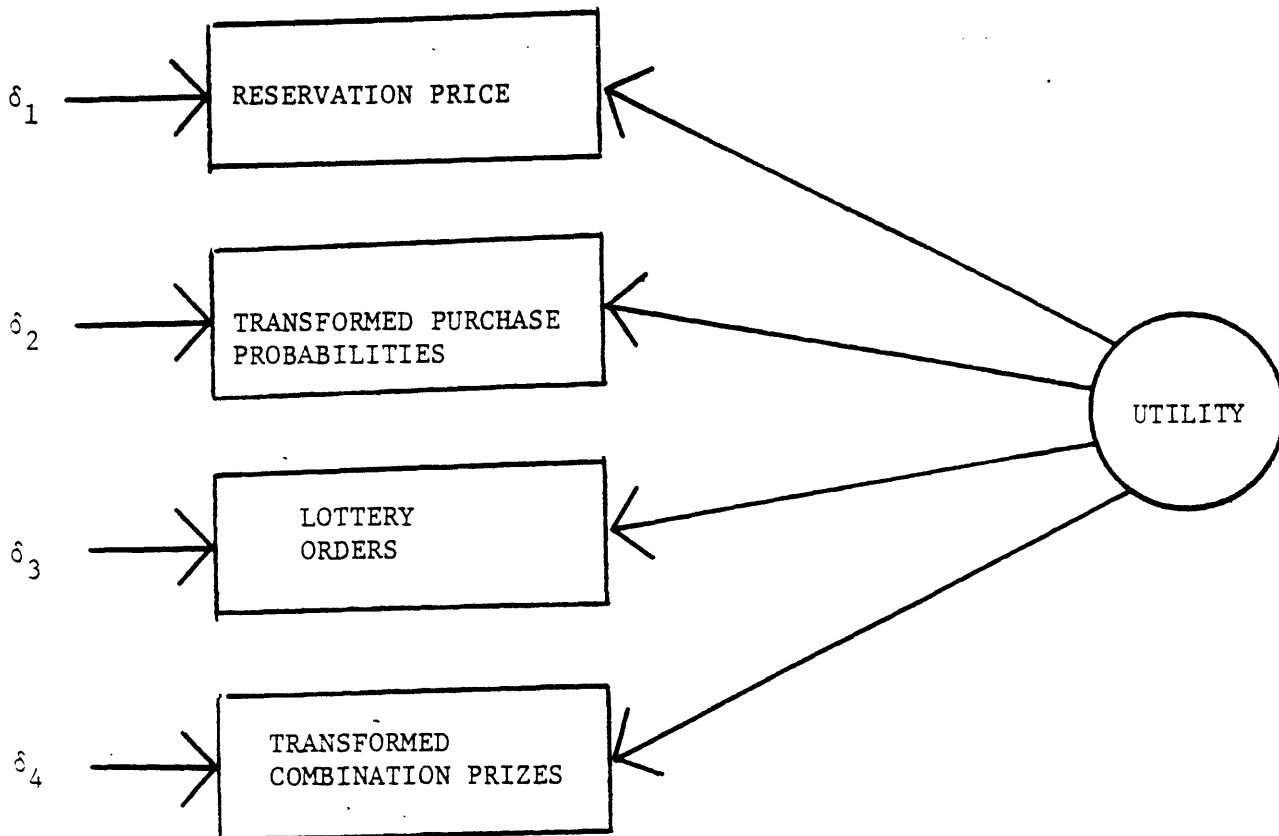 δ1
RESERVATION PRICE
δ2
TRANSFORMED PURCHASE
PROBABILITIES
UTILITY
δ3
LOTTERY
ORDERS
δ4
TRANSFORMED
COMBINATION PRIZES